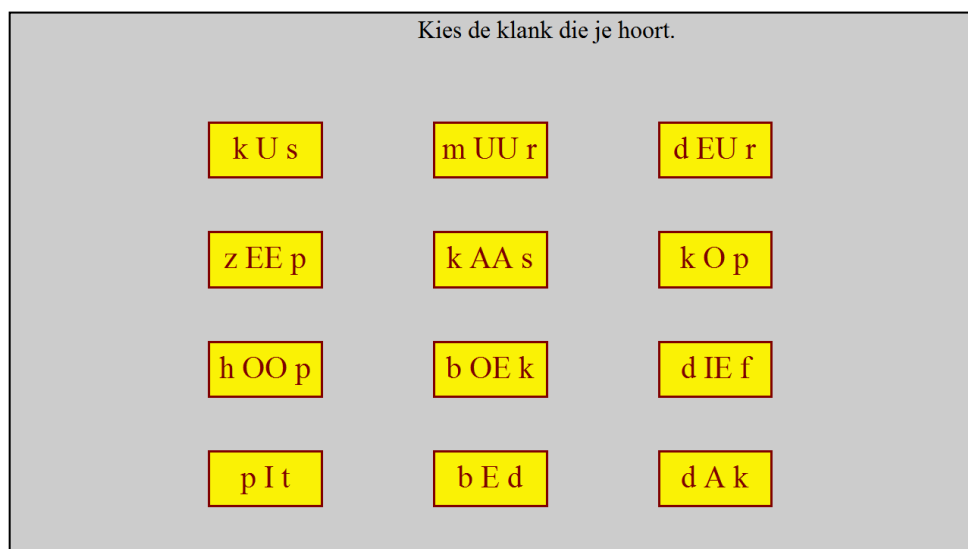 Kies de klank die je hoort.
k U s m UU r d EU r
z EE p k AA s k O p
h OO p b OE k d IE f
p I t b E d d A k